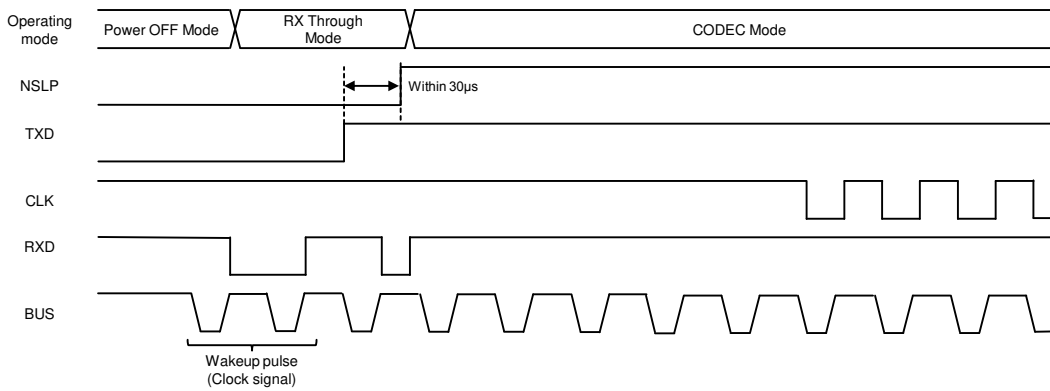 Operating
mode
Power OFF Mode
RX Through
Mode
CODEC Mode
NSLP
Within 30µs
TXD
CLK
RXD
BUS
Wakeup pulse
(Clock signal)